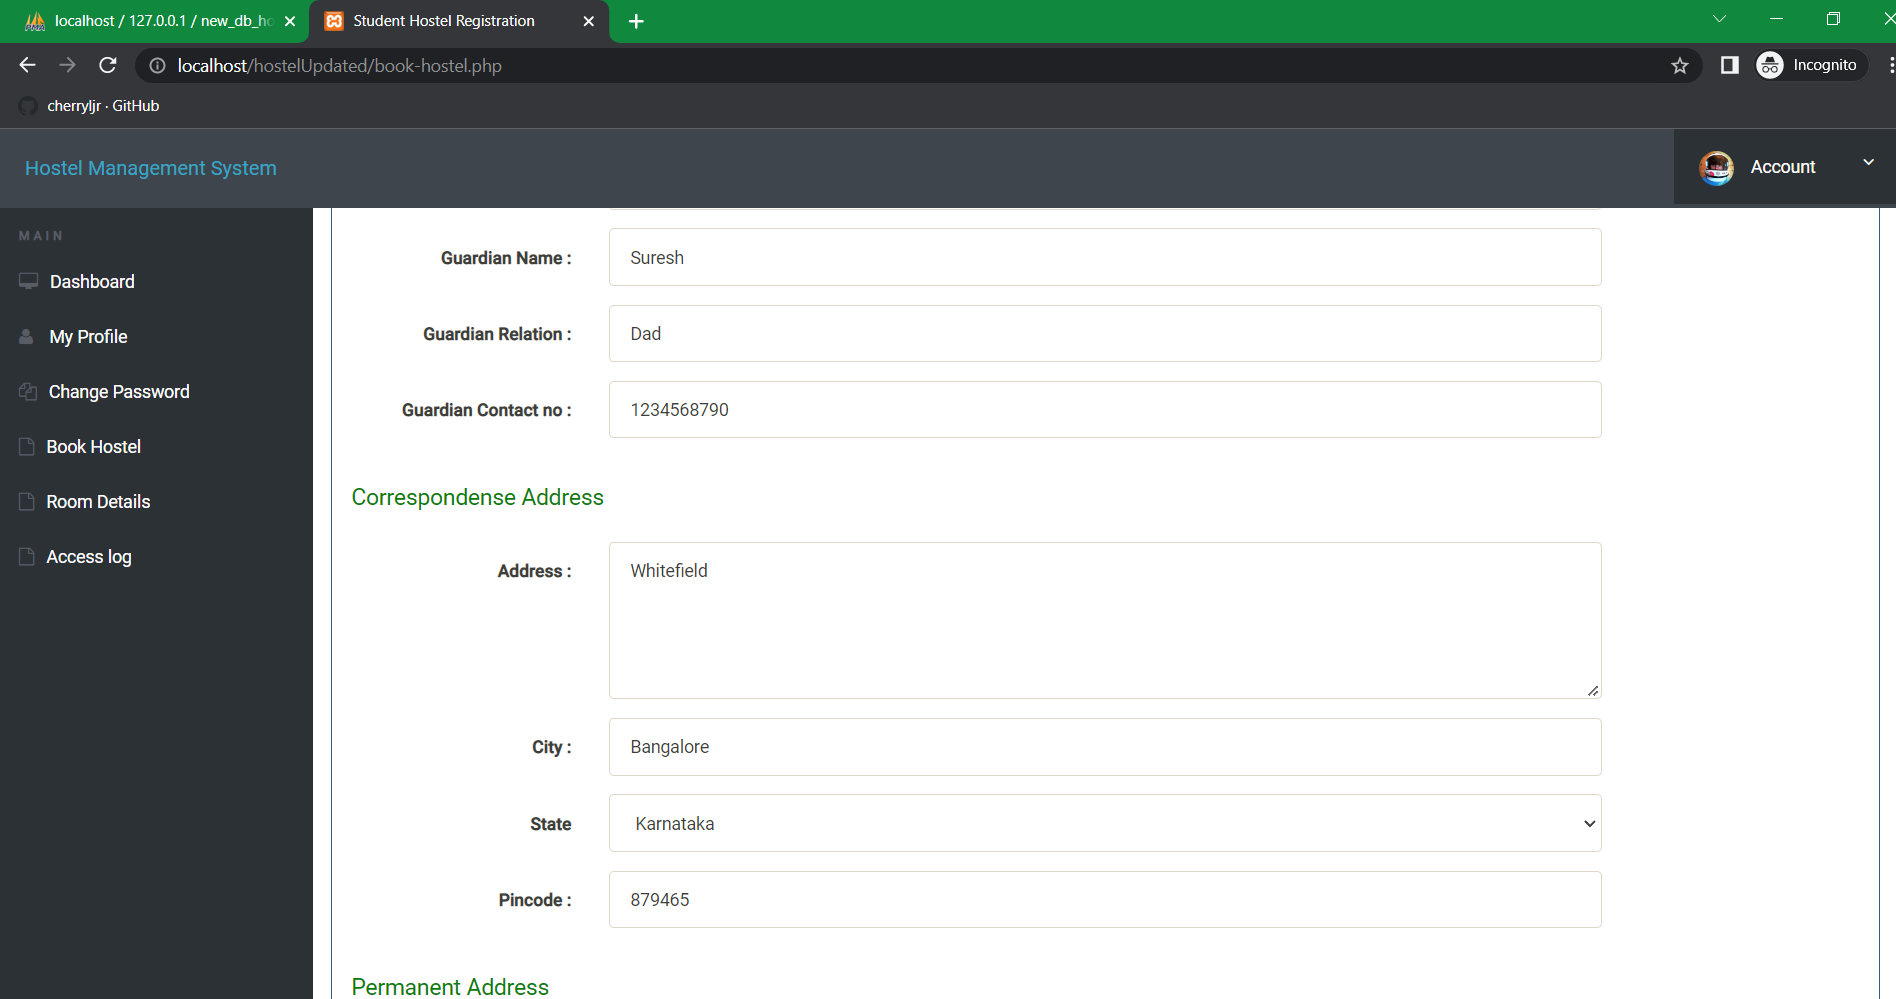 localhost / 127.0.0.1 / new_db_ho
Student Hostel Registration
localhost/hostelUpdated/book-hostel.php
Incognito
cherryljr · GitHub
Hostel Management System
Account
MAIN
Dashboard
My Profile
Change Password
Book Hostel
Room Details
Access log
Guardian Name : Suresh
Guardian Relation : Dad
Guardian Contact no : 1234568790
Correspondense Address
Address : Whitefield
City : Bangalore
State Karnataka
Pincode : 879465
Permanent Address